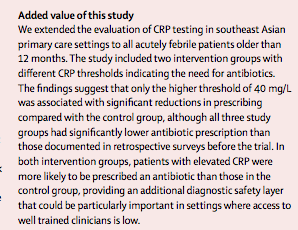 Added value of this study
We extended the evaluation of CRP testing in southeast Asian
primary care settings to all acutely febrile patients older than
12 months. The study included two intervention groups with
different CRP thresholds indicating the need for antibiotics.
The findings suggest that only the higher threshold of 40 mg/L
was associated with significant reductions in prescribing
compared with the control group, although all three study
groups had significantly lower antibiotic prescription than
those documented in retrospective surveys before the trial. In
both intervention groups, patients with elevated CRP were
more likely to be prescribed an antibiotic than those in the
control group, providing an additional diagnostic safety layer
that could be particularly important in settings where access to
well trained clinicians is low.